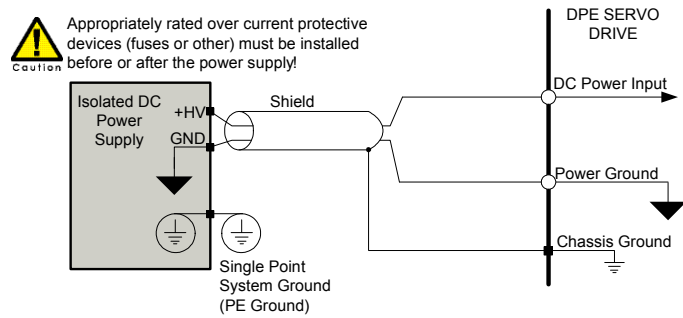 Appropriately rated over current protective
devices (fuses or other) must be installed
before or after the power supply!
Caution
DPE SERVO
DRIVE
Isolated DC
Power
Supply
+HV
GND
Shield
DC Power Input
Power Ground
Chassis Ground
Single Point
System Ground
(PE Ground)